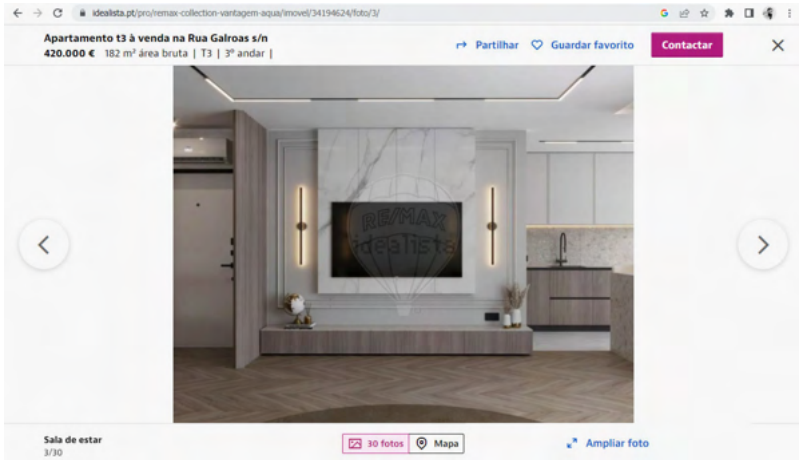 idealista.pt/pro/remax-collection-vantagem-aqua/imovel/34194624/foto/3/
Apartamento t3 à venda na Rua Galroas s/n
420.000 € 182 m² área bruta | T3 | 3º andar |
Partilhar
Guardar favorito
Contactar
RE/MAX
idealista
Sala de estar
3/30
30 fotos
Mapa
Ampliar foto